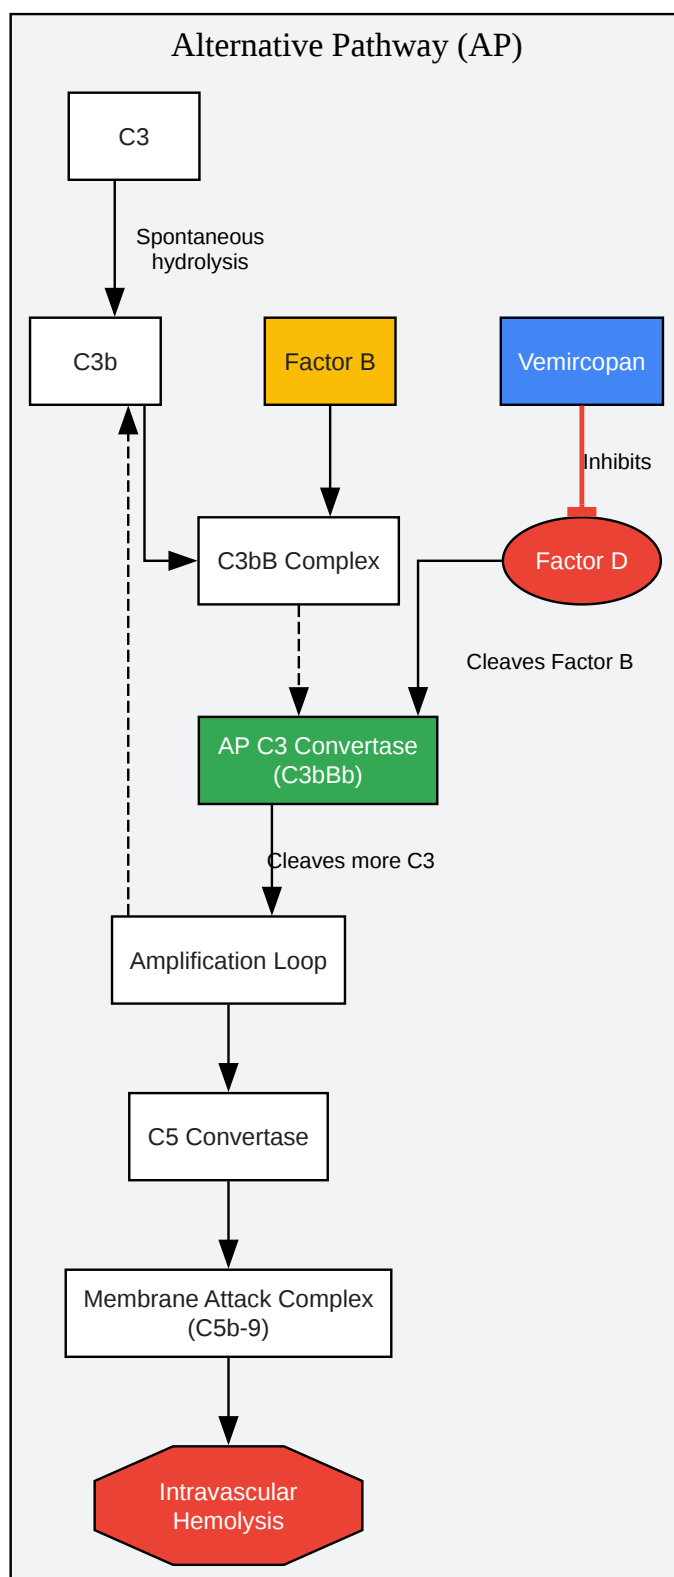 Alternative Pathway (AP)
C3
Spontaneous
hydrolysis
C3b
Factor B
Vemircopan
Inhibits
C3bB Complex
Factor D
Cleaves Factor B
AP C3 Convertase
(C3bBb)
Cleaves more C3
Amplification Loop
C5 Convertase
Membrane Attack Complex
(C5b-9)
Intravascular
Hemolysis